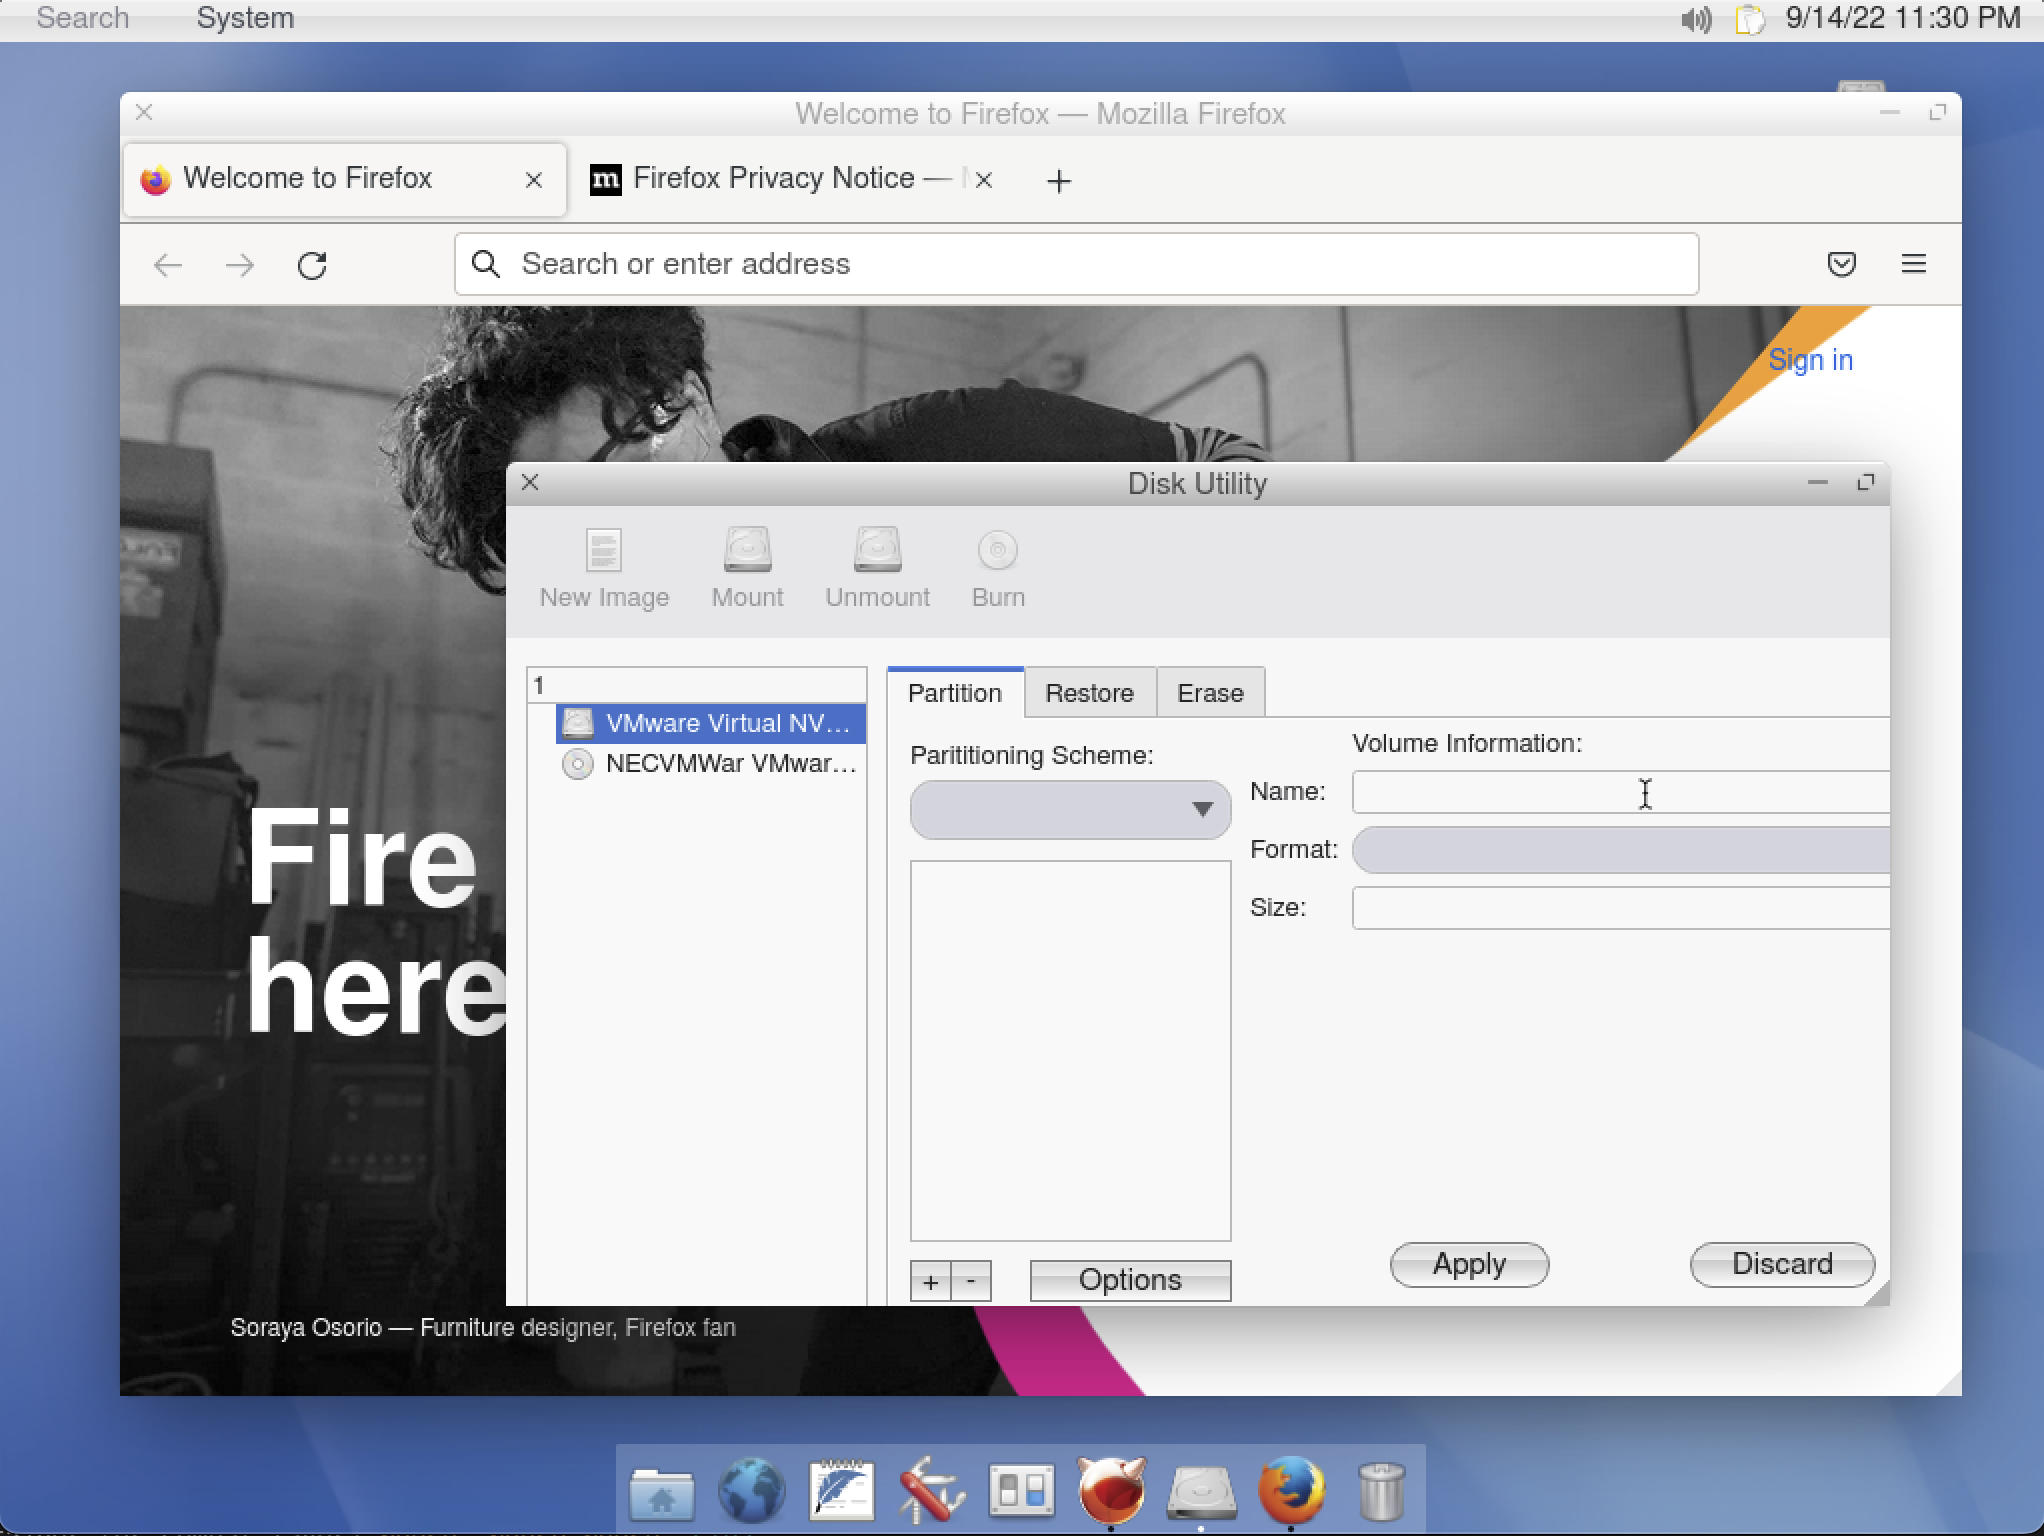 Search System 9/14/22 11:30 PM
Welcome to Firefox — Mozilla Firefox
Welcome to Firefox
m Firefox Privacy Notice —
Search or enter address
Sign in
Disk Utility
New Image Mount Unmount Burn
1
VMware Virtual NV...
NECVMWar VMwar...
Partition Restore Erase
Parititioning Scheme:
Volume Information:
Name:
Format:
Size:
+ - Options
Apply Discard
Fire
here
Soraya Osorio — Furniture designer, Firefox fan